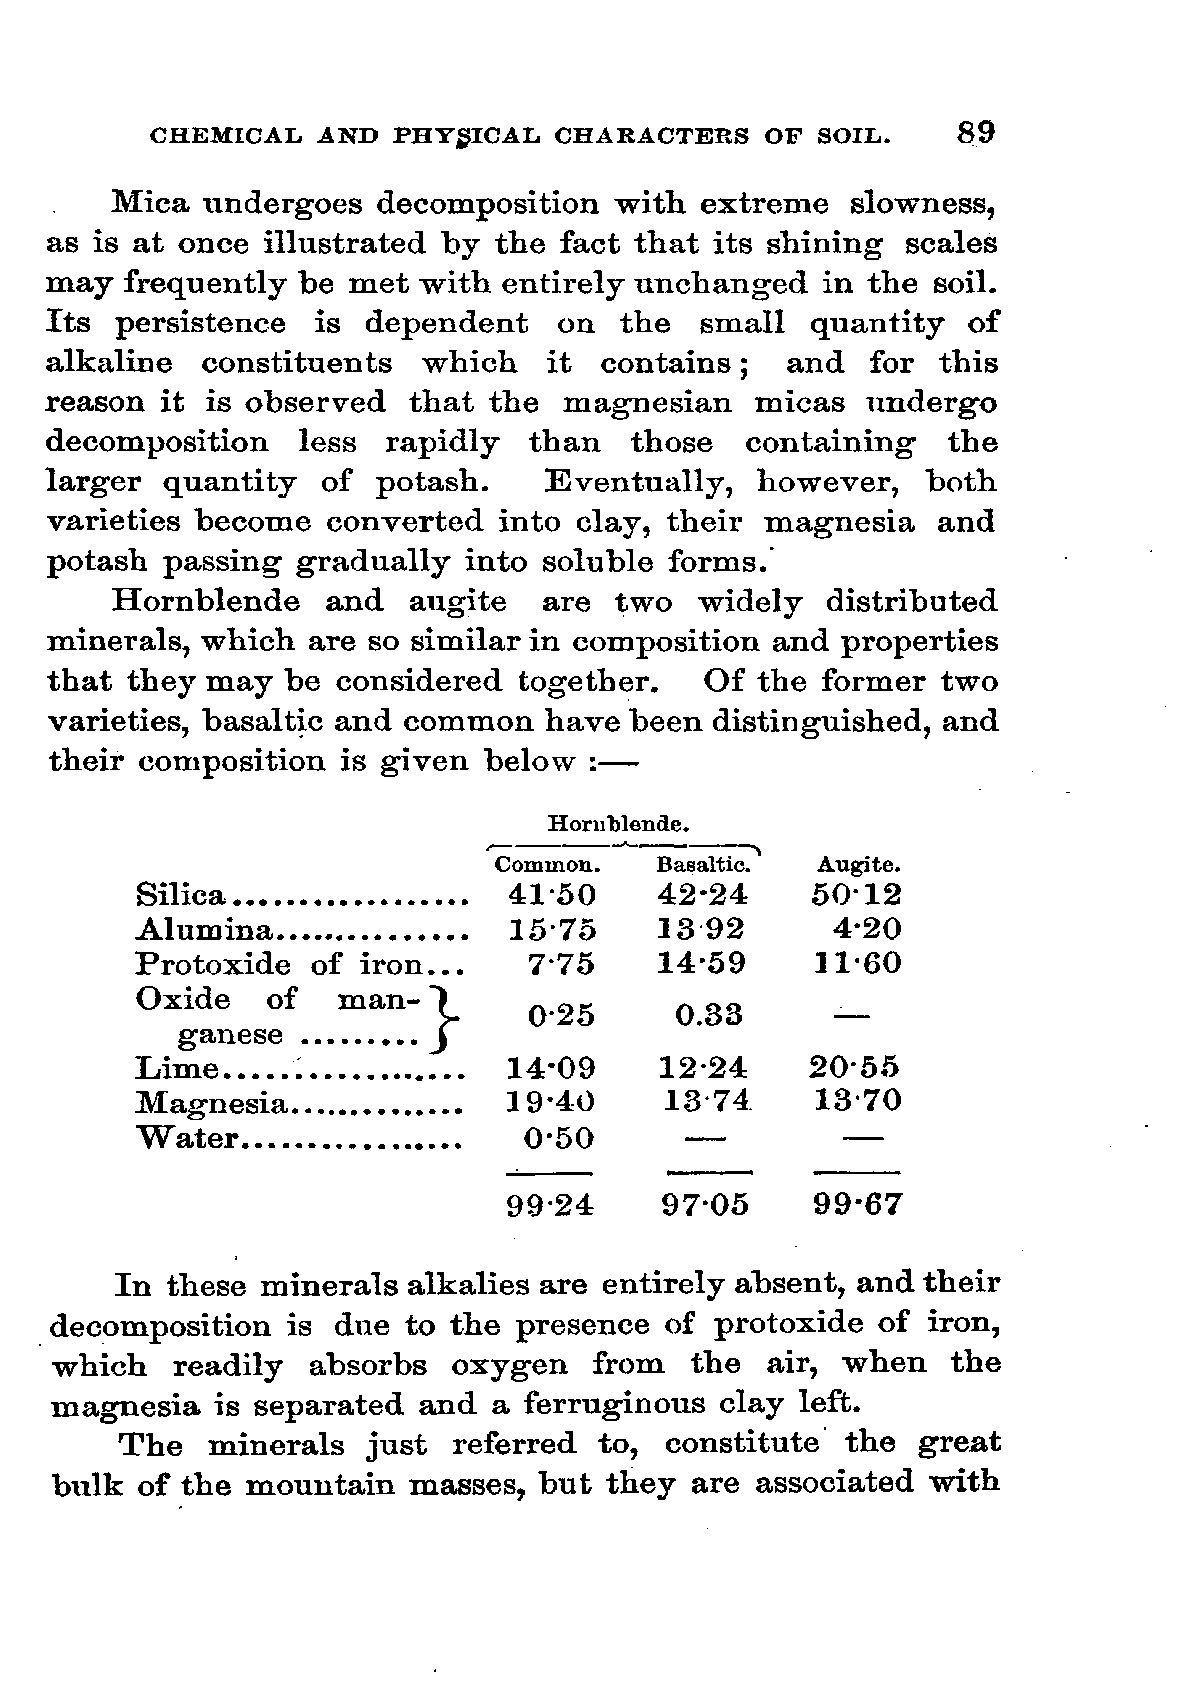 CHEMICAL AND PHYSICAL CHARACTERS OF SOIL. 89
Mica undergoes decomposition with extreme slowness,
as is at once illustrated by the fact that its shining scales
may frequently be met with entirely unchanged in the soil.
Its persistence is dependent on the small quantity of
alkaline constituents which it contains; and for this
reason it is observed that the magnesian micas undergo
decomposition less rapidly than those containing the
larger quantity of potash. Eventually, however, both
varieties become converted into clay, their magnesia and
potash passing gradually into soluble forms.
Hornblende and augite are two widely distributed
minerals, which are so similar in composition and properties
that they may be considered together. Of the former two
varieties, basaltic and common have been distinguished, and
their composition is given below :—
Hornblende.
Common. Basaltic. Augite.
Silica.................. 41·50 42·24 50·12
Alumina............... 15·75 13·92 4·20
Protoxide of iron... 7·75 14·59 11·60
Oxide of man-
ganese ......... } 0·25 0.33 —
Lime................... 14·09 12·24 20·55
Magnesia.............. 19·40 13·74 13·70
Water................. 0·50 — —
99·24 97·05 99·67
In these minerals alkalies are entirely absent, and their
decomposition is due to the presence of protoxide of iron,
which readily absorbs oxygen from the air, when the
magnesia is separated and a ferruginous clay left.
The minerals just referred to, constitute the great
bulk of the mountain masses, but they are associated with